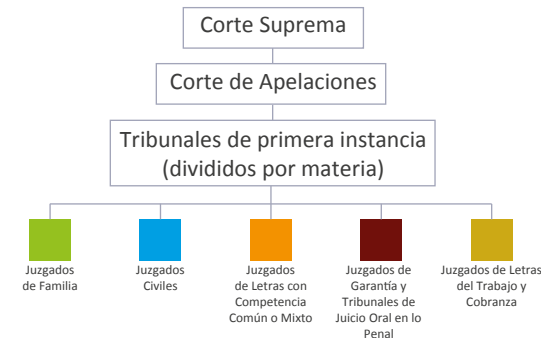 Corte Suprema
Corte de Apelaciones
Tribunales de primera instancia
(divididos por materia)
Juzgados
de Familia
Juzgados
Civiles
Juzgados
de Letras con
Competencia
Común o Mixto
Juzgados de
Garantía y
Tribunales de
Juicio Oral en lo
Penal
Juzgados de Letras
del Trabajo y
Cobranza